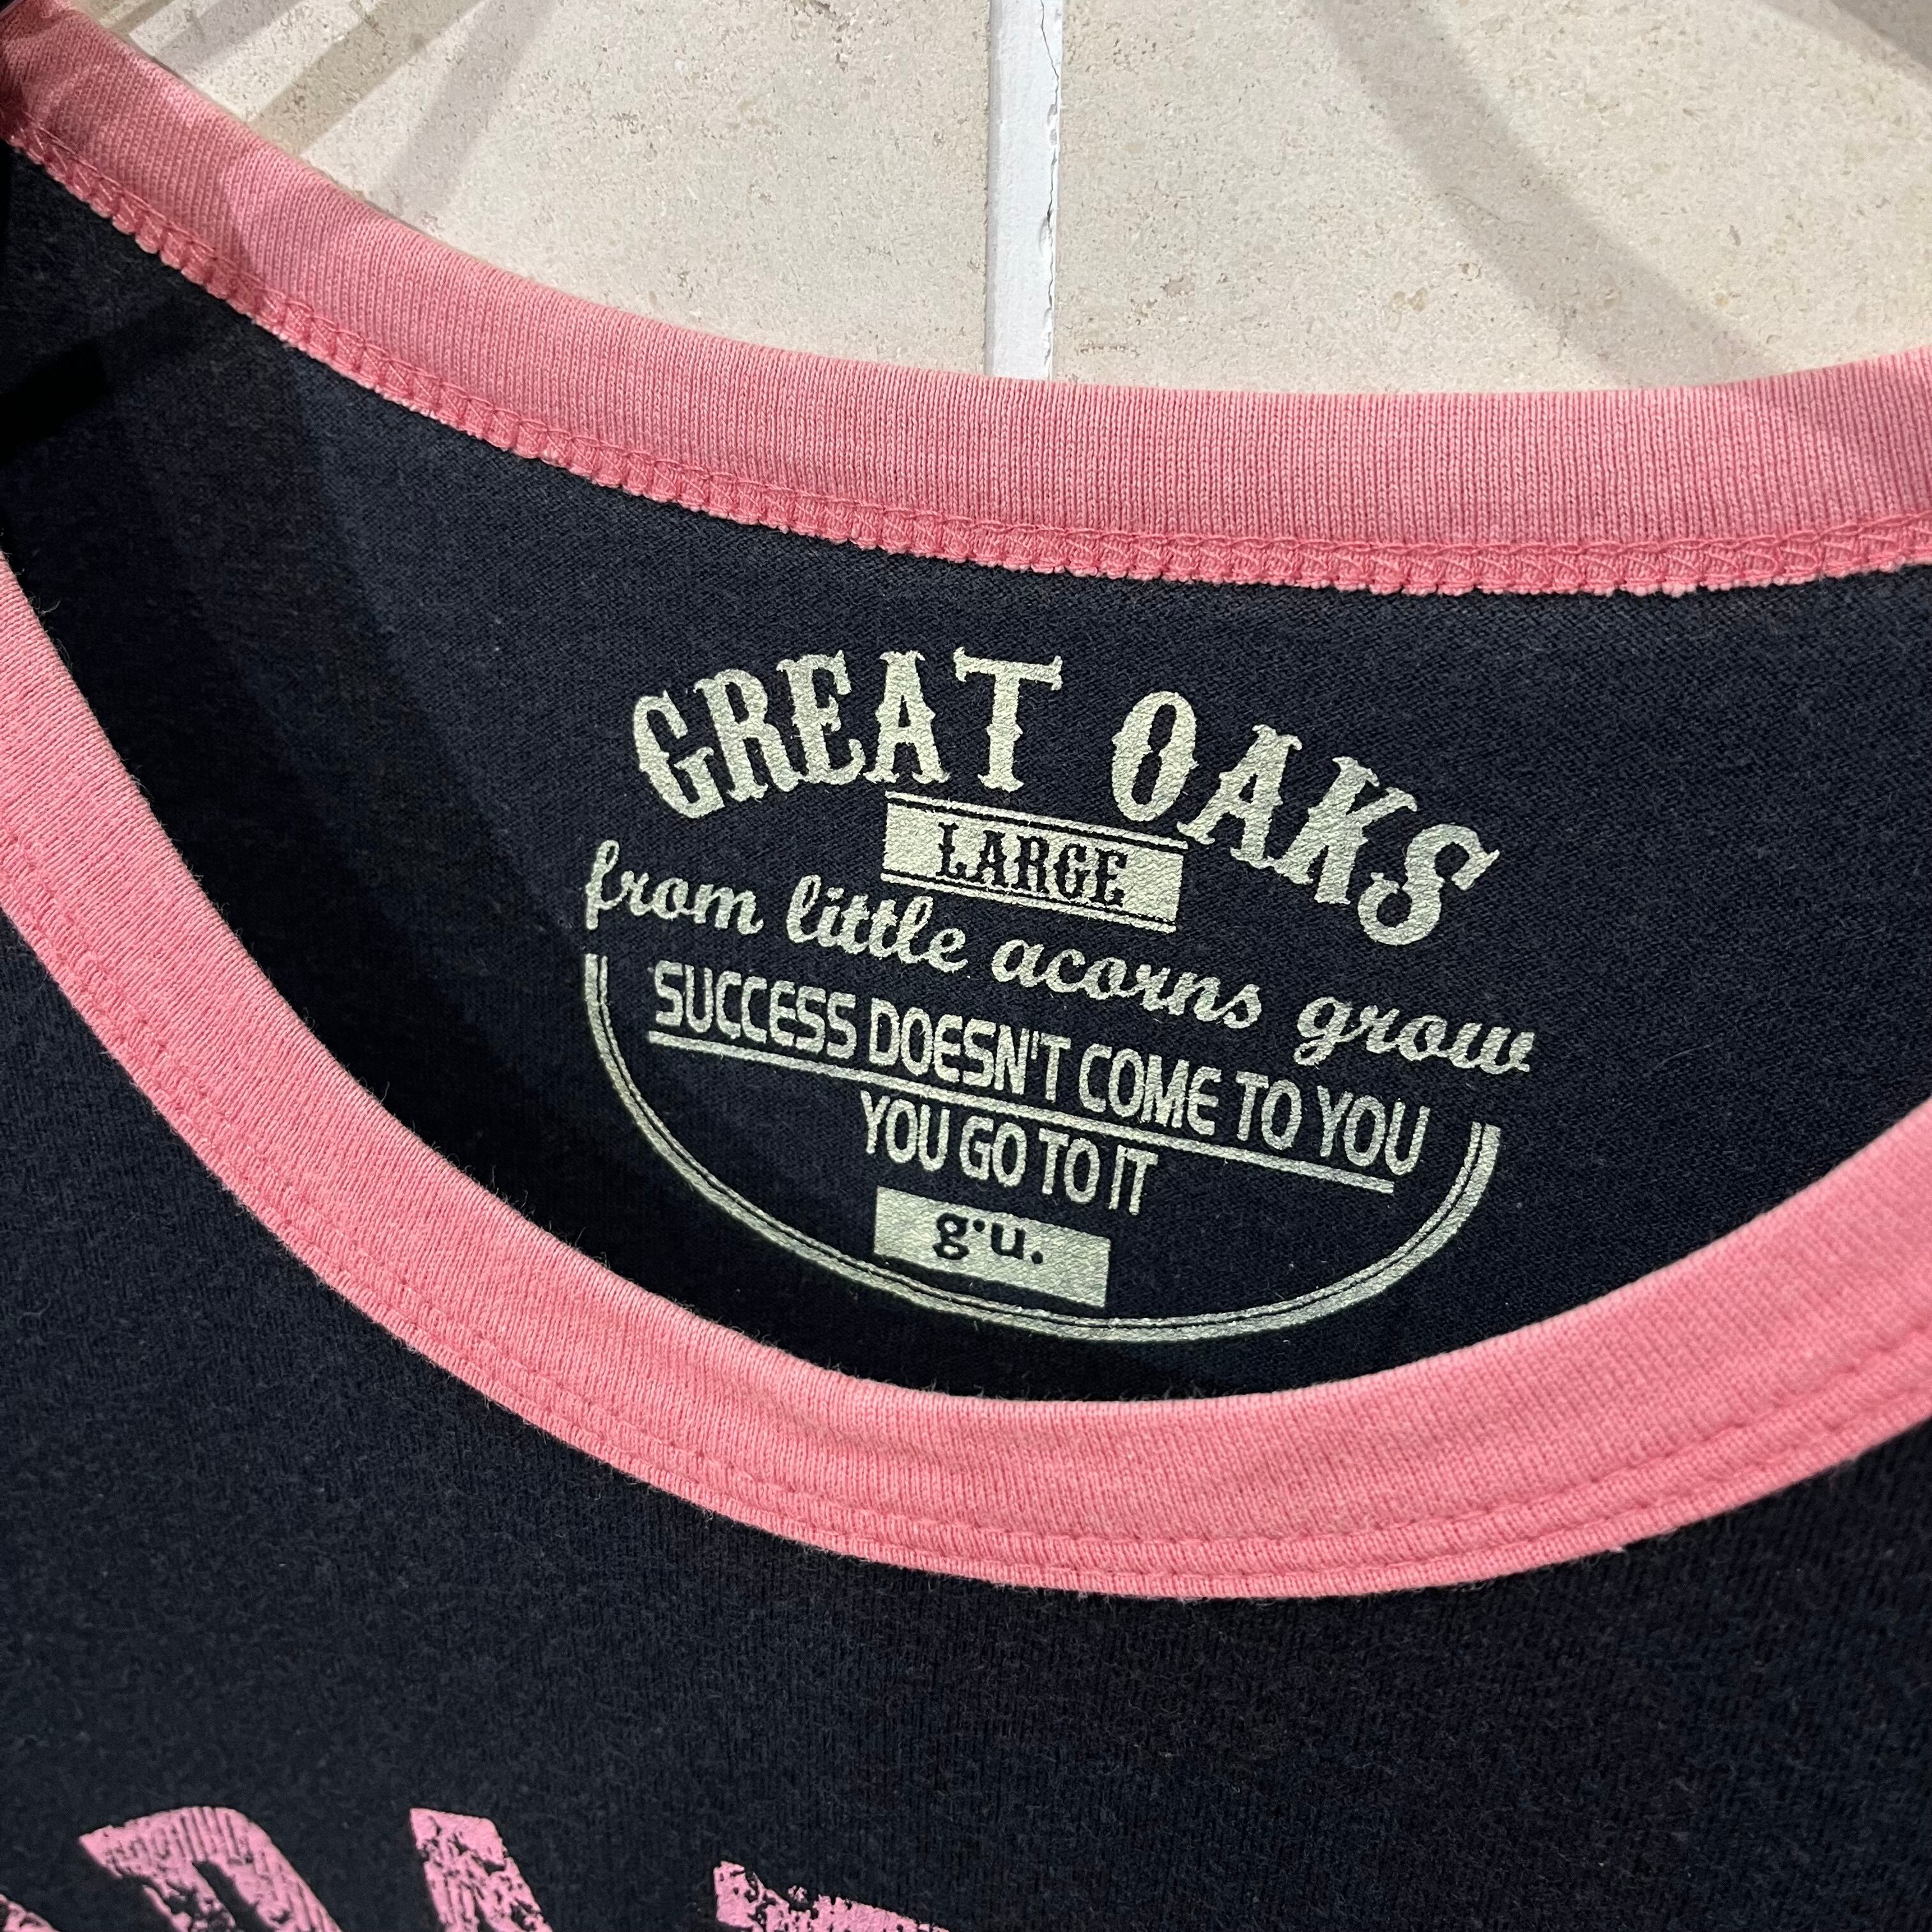 GREAT OAKS
LARGE
from little acorns grow
SUCCESS DOESN'T COME TO YOU
YOU GO TO IT
g.u.